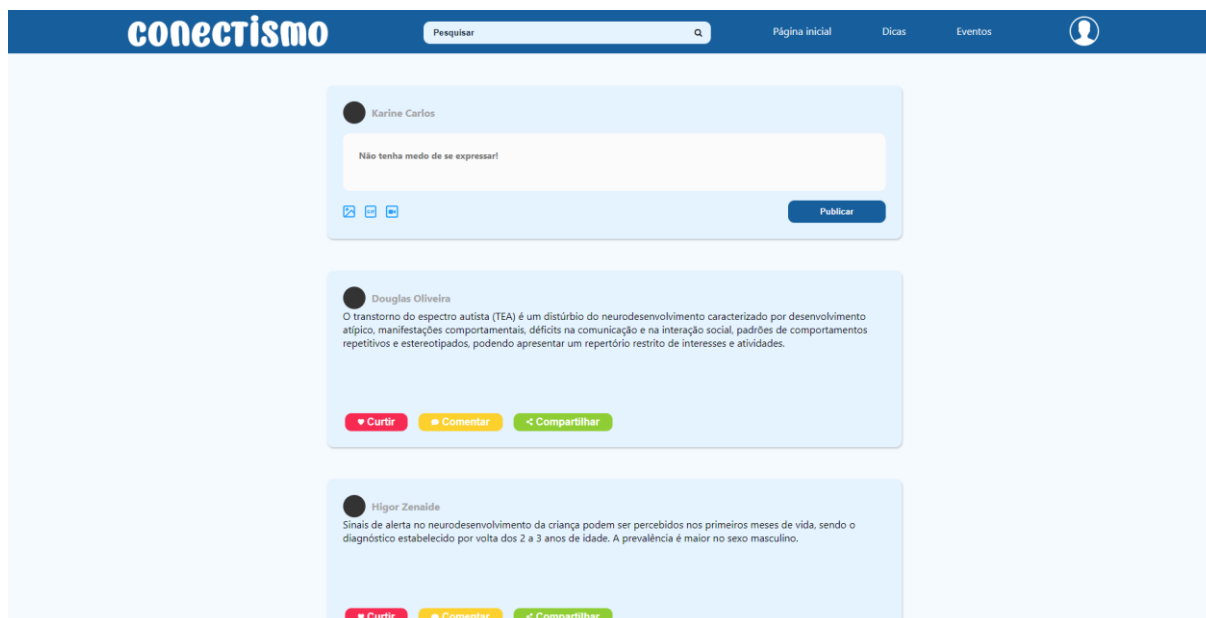 conectismo
Pesquisar
Página inicial
Dicas
Eventos
Karine Carlos
Não tenha medo de se expressar!
Publicar
Douglas Oliveira
O transtorno do espectro autista (TEA) é um distúrbio do neurodesenvolvimento caracterizado por desenvolvimento
atípico, manifestações comportamentais, déficits na comunicação e na interação social, padrões de comportamentos
repetitivos e estereotipados, podendo apresentar um repertório restrito de interesses e atividades.
Curtir
Comentar
Compartilhar
Higor Zenaide
Sinais de alerta no neurodesenvolvimento da criança podem ser percebidos nos primeiros meses de vida, sendo o
diagnóstico estabelecido por volta dos 2 a 3 anos de idade. A prevalência é maior no sexo masculino.
Curtir
Comentar
Compartilhar